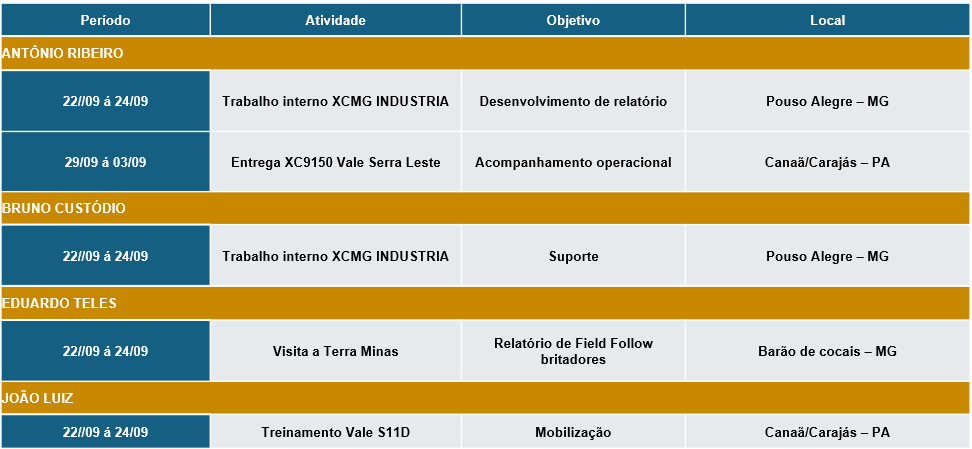 Período Atividade Objetivo Local
ANTÔNIO RIBEIRO
22//09 á 24/09 Trabalho interno XCMG INDUSTRIA Desenvolvimento de relatório Pouso Alegre – MG
29/09 á 03/09 Entrega XC9150 Vale Serra Leste Acompanhamento operacional Canaã/Carajás – PA
BRUNO CUSTÓDIO
22//09 á 24/09 Trabalho interno XCMG INDUSTRIA Suporte Pouso Alegre – MG
EDUARDO TELES
22//09 á 24/09 Visita a Terra Minas Relatório de Field Follow
britadores Barão de cocais – MG
JOÃO LUIZ
22//09 á 24/09 Treinamento Vale S11D Mobilização Canaã/Carajás – PA